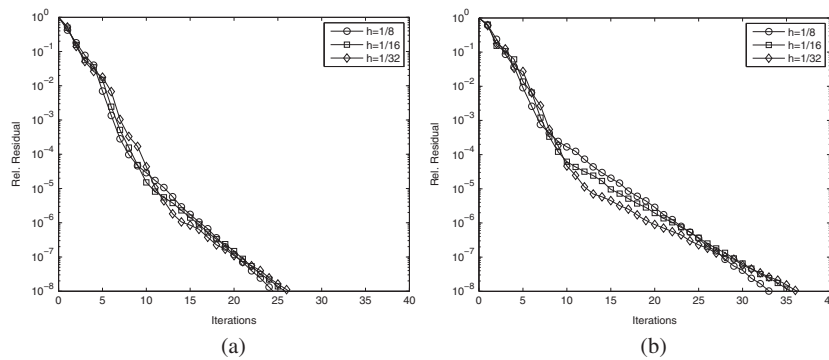 10^0
10^-1
10^-2
10^-3
10^-4
10^-5
10^-6
10^-7
10^-8
Rel. Residual
0 5 10 15 20 25 30 35 40
Iterations
h=1/8
h=1/16
h=1/32
(a)
10^0
10^-1
10^-2
10^-3
10^-4
10^-5
10^-6
10^-7
10^-8
Rel. Residual
0 5 10 15 20 25 30 35 40
Iterations
h=1/8
h=1/16
h=1/32
(b)